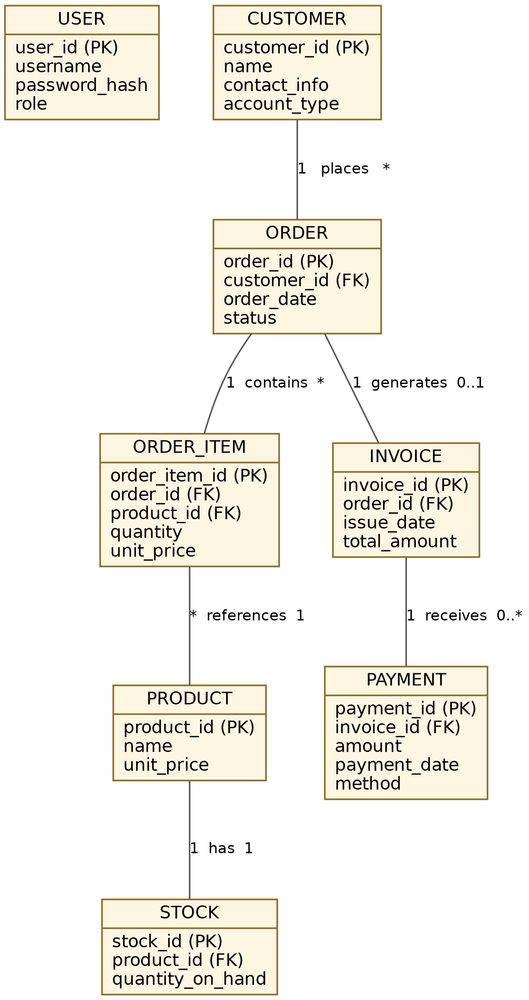 USER
user_id (PK)
username
password_hash
role
CUSTOMER
customer_id (PK)
name
contact_info
account_type
1 places *
ORDER
order_id (PK)
customer_id (FK)
order_date
status
1 contains *
1 generates 0..1
ORDER_ITEM
order_item_id (PK)
order_id (FK)
product_id (FK)
quantity
unit_price
INVOICE
invoice_id (PK)
order_id (FK)
issue_date
total_amount
* references 1
1 receives 0..*
PRODUCT
product_id (PK)
name
unit_price
PAYMENT
payment_id (PK)
invoice_id (FK)
amount
payment_date
method
1 has 1
STOCK
stock_id (PK)
product_id (FK)
quantity_on_hand